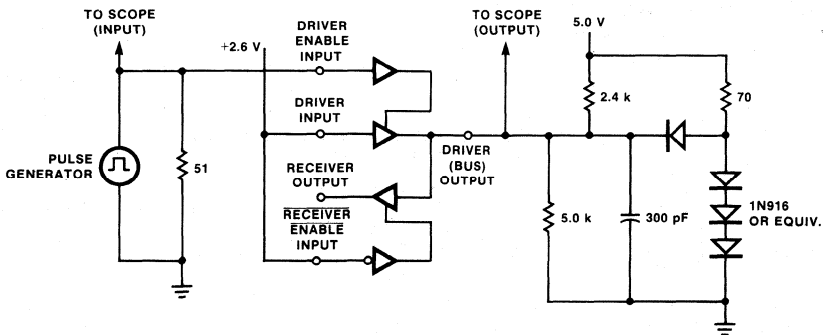 TO SCOPE
(INPUT)
+2.6 V
DRIVER
ENABLE
INPUT
TO SCOPE
(OUTPUT)
5.0 V
2.4 k
70
DRIVER
INPUT
PULSE
GENERATOR
51
RECEIVER
OUTPUT
DRIVER
(BUS)
OUTPUT
RECEIVER
ENABLE
INPUT
5.0 k
300 pF
1N916
OR EQUIV.